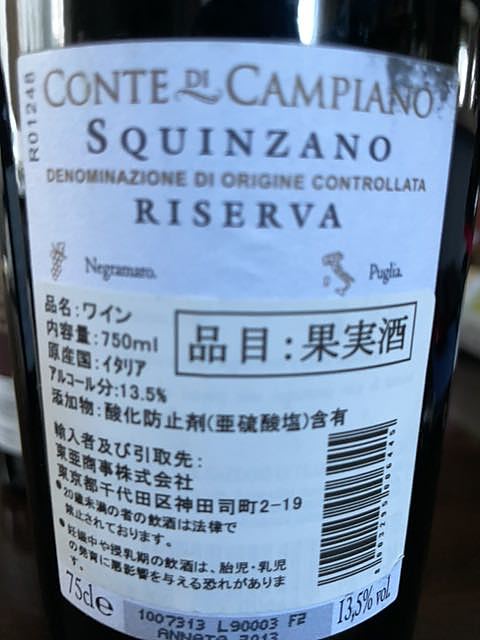 R01248
CONTE DI CAMPIANO
SQUINZANO
DENOMINAZIONE DI ORIGINE CONTROLLATA
RISERVA
Negramaro.
Puglia.
品名:ワイン
内容量:750ml
原産国:イタリア
アルコール分:13.5%
品目:果実酒
添加物:酸化防止剤(亜硫酸塩)含有
輸入者及び引取先:
東亜商事株式会社
東京都千代田区神田司町2-19
●20歳未満の者の飲酒は法律で
禁止されております。
●妊娠中や授乳期の飲酒は、胎児・乳児
の発育に悪影響を与える恐れがありま
す。
75cl e
1007313 L90003 F2
ANNATA 2013
13,5% vol.